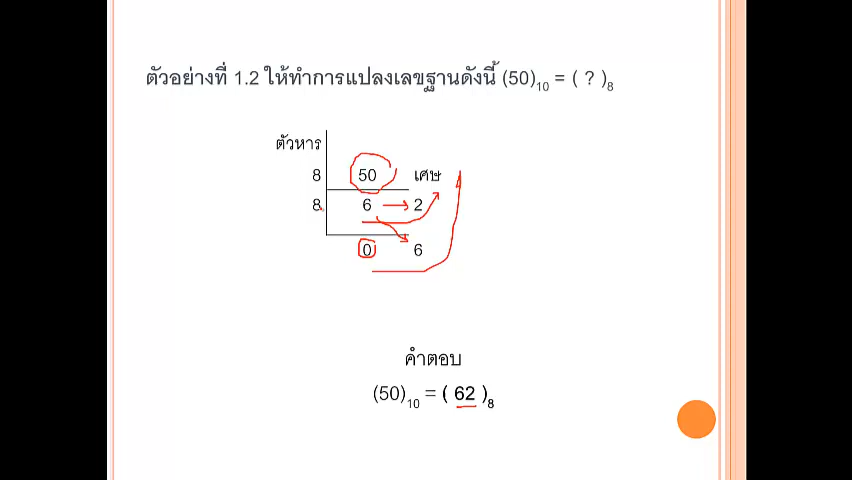 ตัวอย่างที่ 1.2 ให้ทำการแปลงเลขฐานดังนี้ (50)10 = ( ? )8
ตัวหาร
8 50 เศษ
8 6 2
0 6
คำตอบ
(50)10 = ( 62 )8